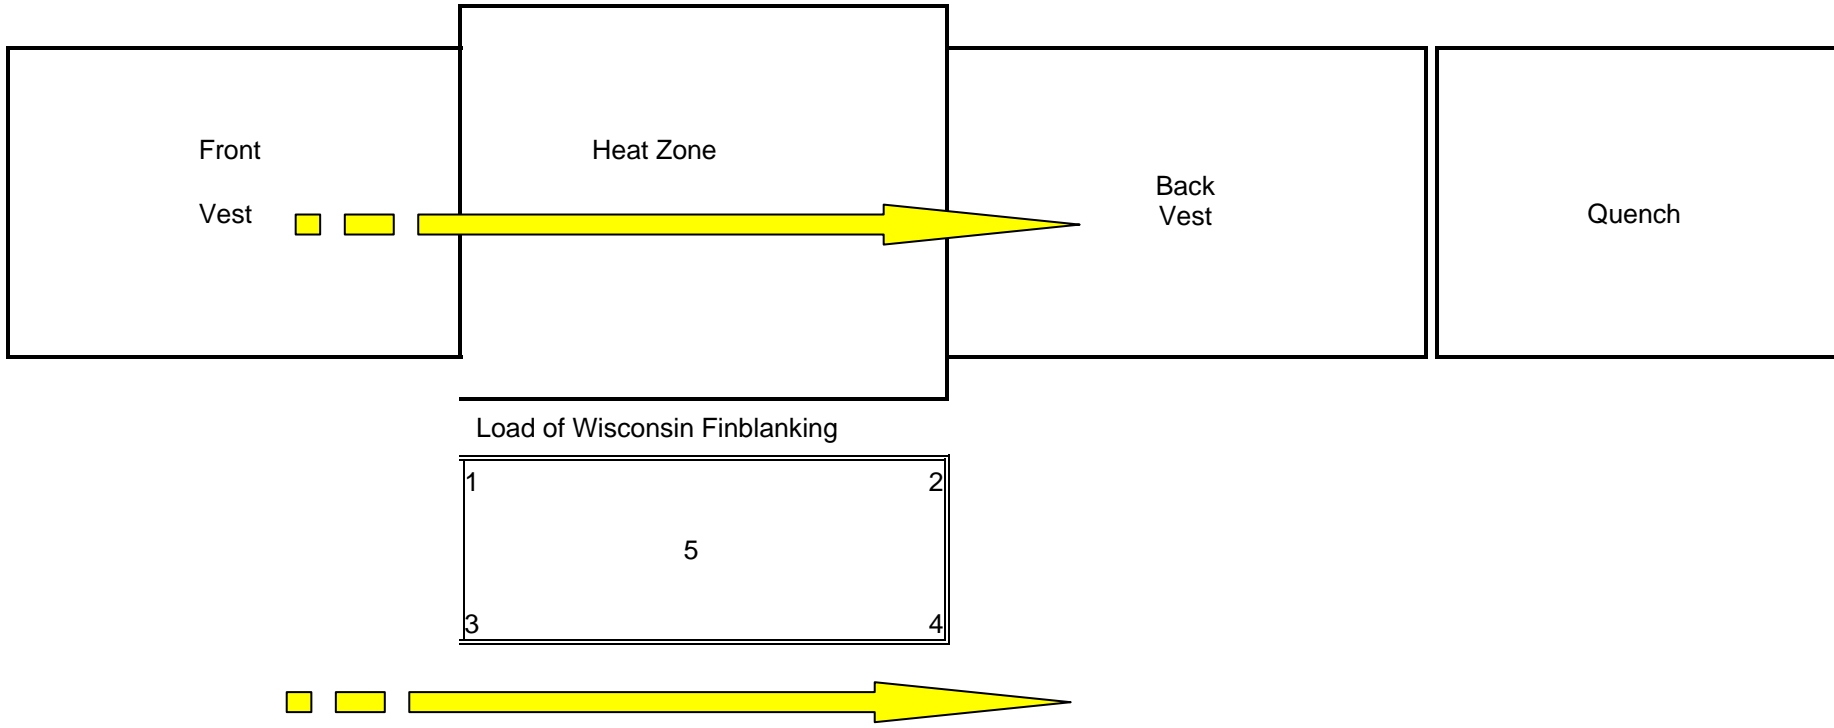 Front
Vest
Heat Zone
Back
Vest
Quench
Load of Wisconsin Finblanking
1
2
5
3
4